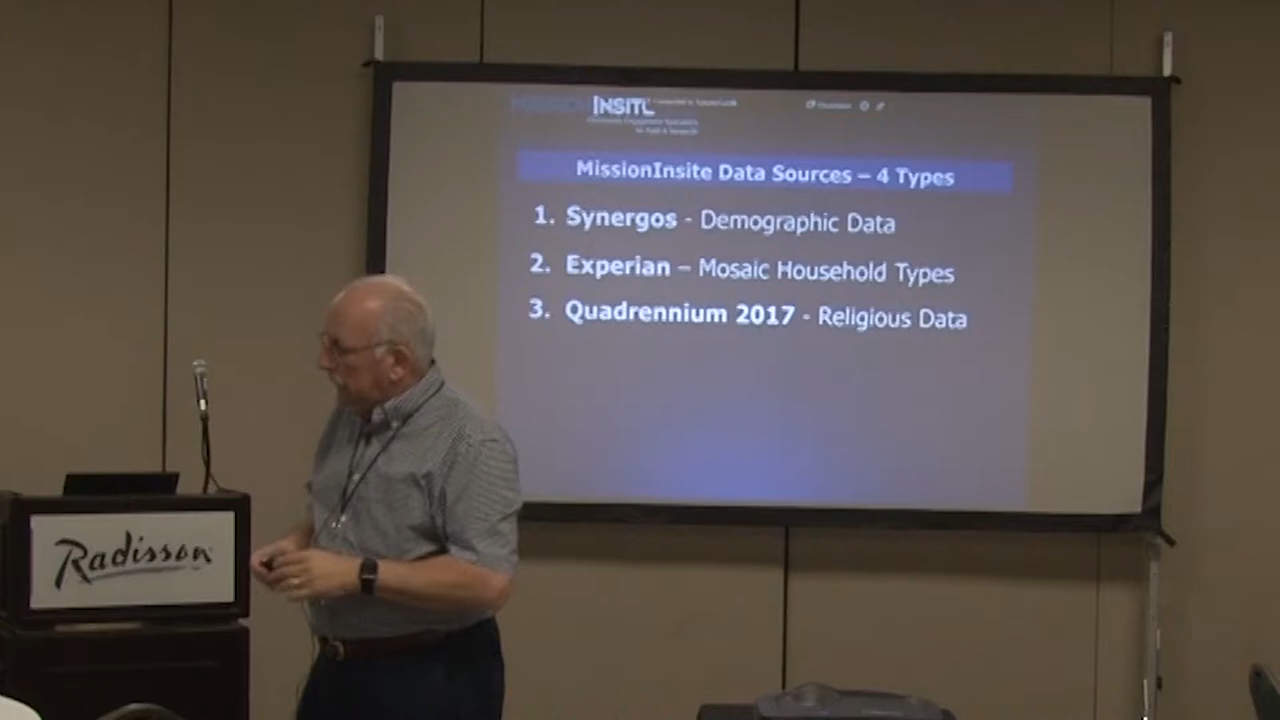 INSITE
MissionInsite Data Sources – 4 Types
1. Synergos - Demographic Data
2. Experian – Mosaic Household Types
3. Quadrennium 2017 - Religious Data
Radisson